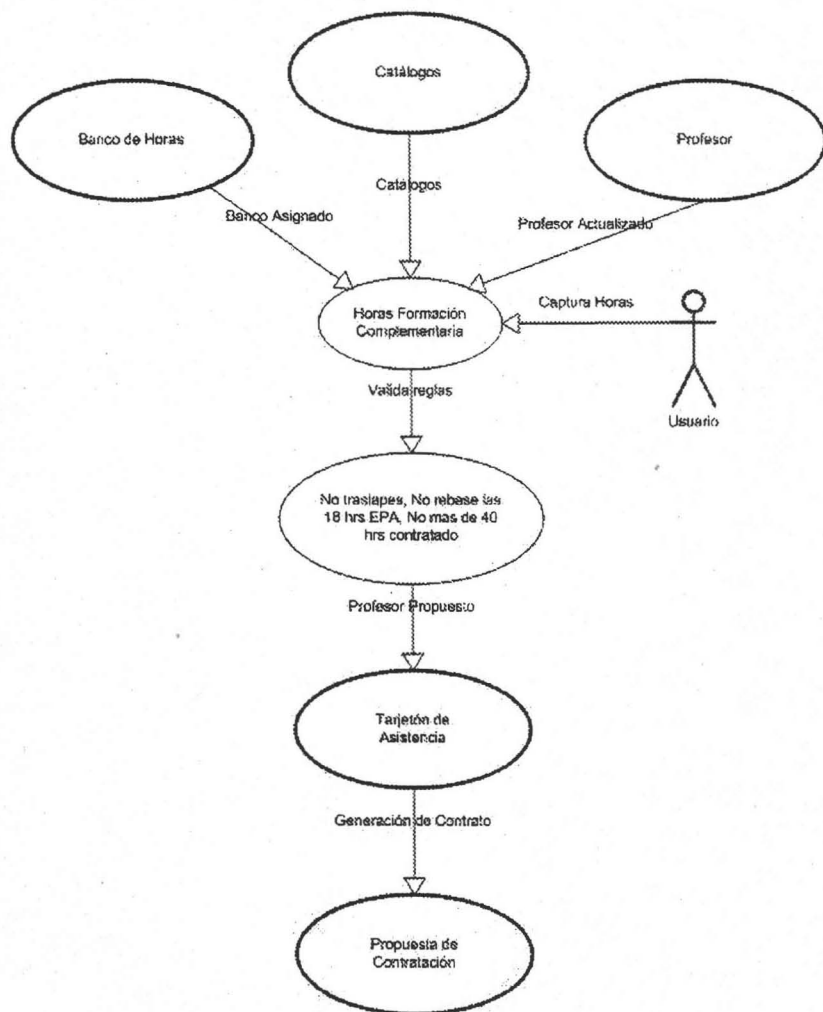 Catálogos
Banco de Horas
Profesor
Catálogos
Banco Asignado
Profesor Actualizado
Captura Horas
Horas Formación
Complementaria
Valida reglas
Usuario
No traslapes, No rebase las
18 hrs EPA, No mas de 40
hrs contratado
Profesor Propuesto
Tarjetón de
Asistencia
Generación de Contrato
Propuesta de
Contratación